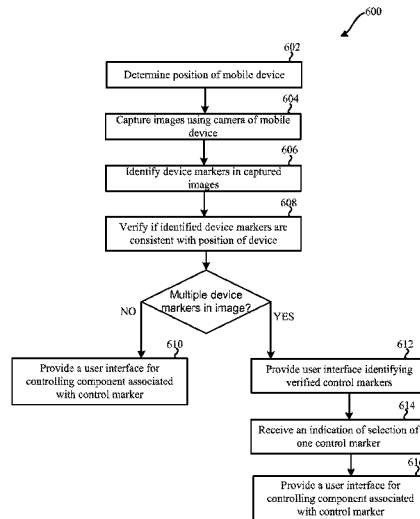 600
602
Determine position of mobile device
604
Capture images using camera of mobile
device
606
Identify device markers in captured
images
608
Verify if identified device markers are
consistent with position of device
Multiple device
markers in image?
NO
YES
610
Provide a user interface for
controlling component associated
with control marker
612
Provide user interface identifying
verified control markers
614
Receive an indication of selection of
one control marker
Provide a user interface for
controlling component associated
with control marker